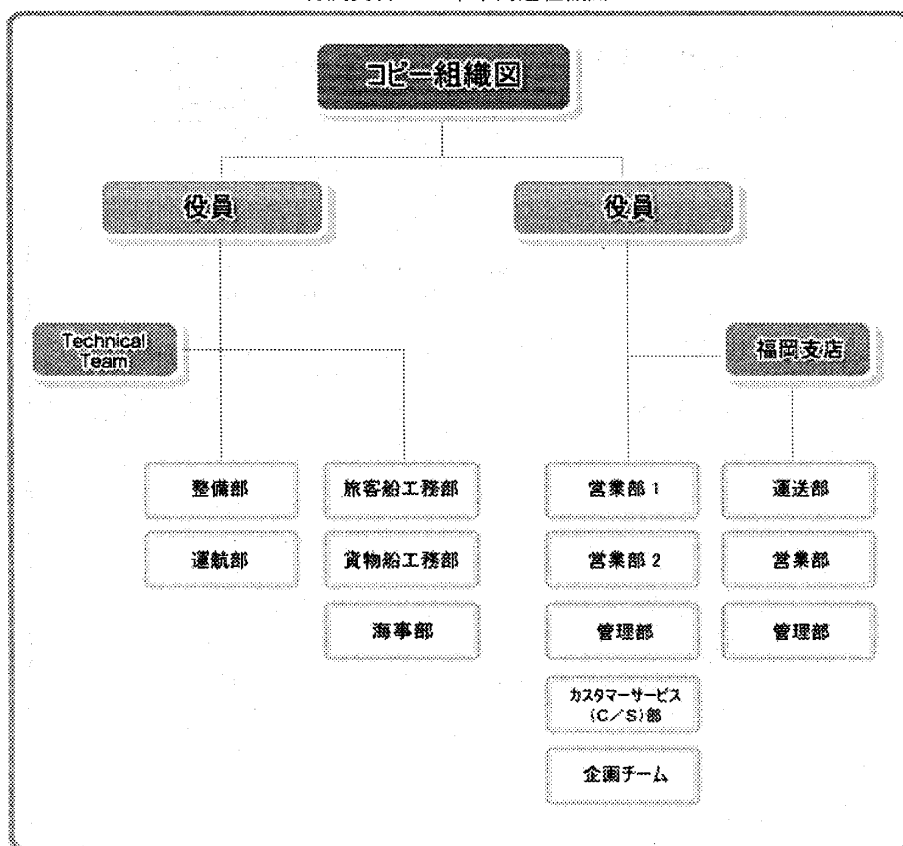 コピー組織図
役員
役員
Technical
Team
福岡支店
整備部
旅客船工務部
営業部 1
運送部
運航部
貨物船工務部
営業部 2
営業部
海事部
管理部
管理部
カスタマーサービス
(C/S)部
企画チーム